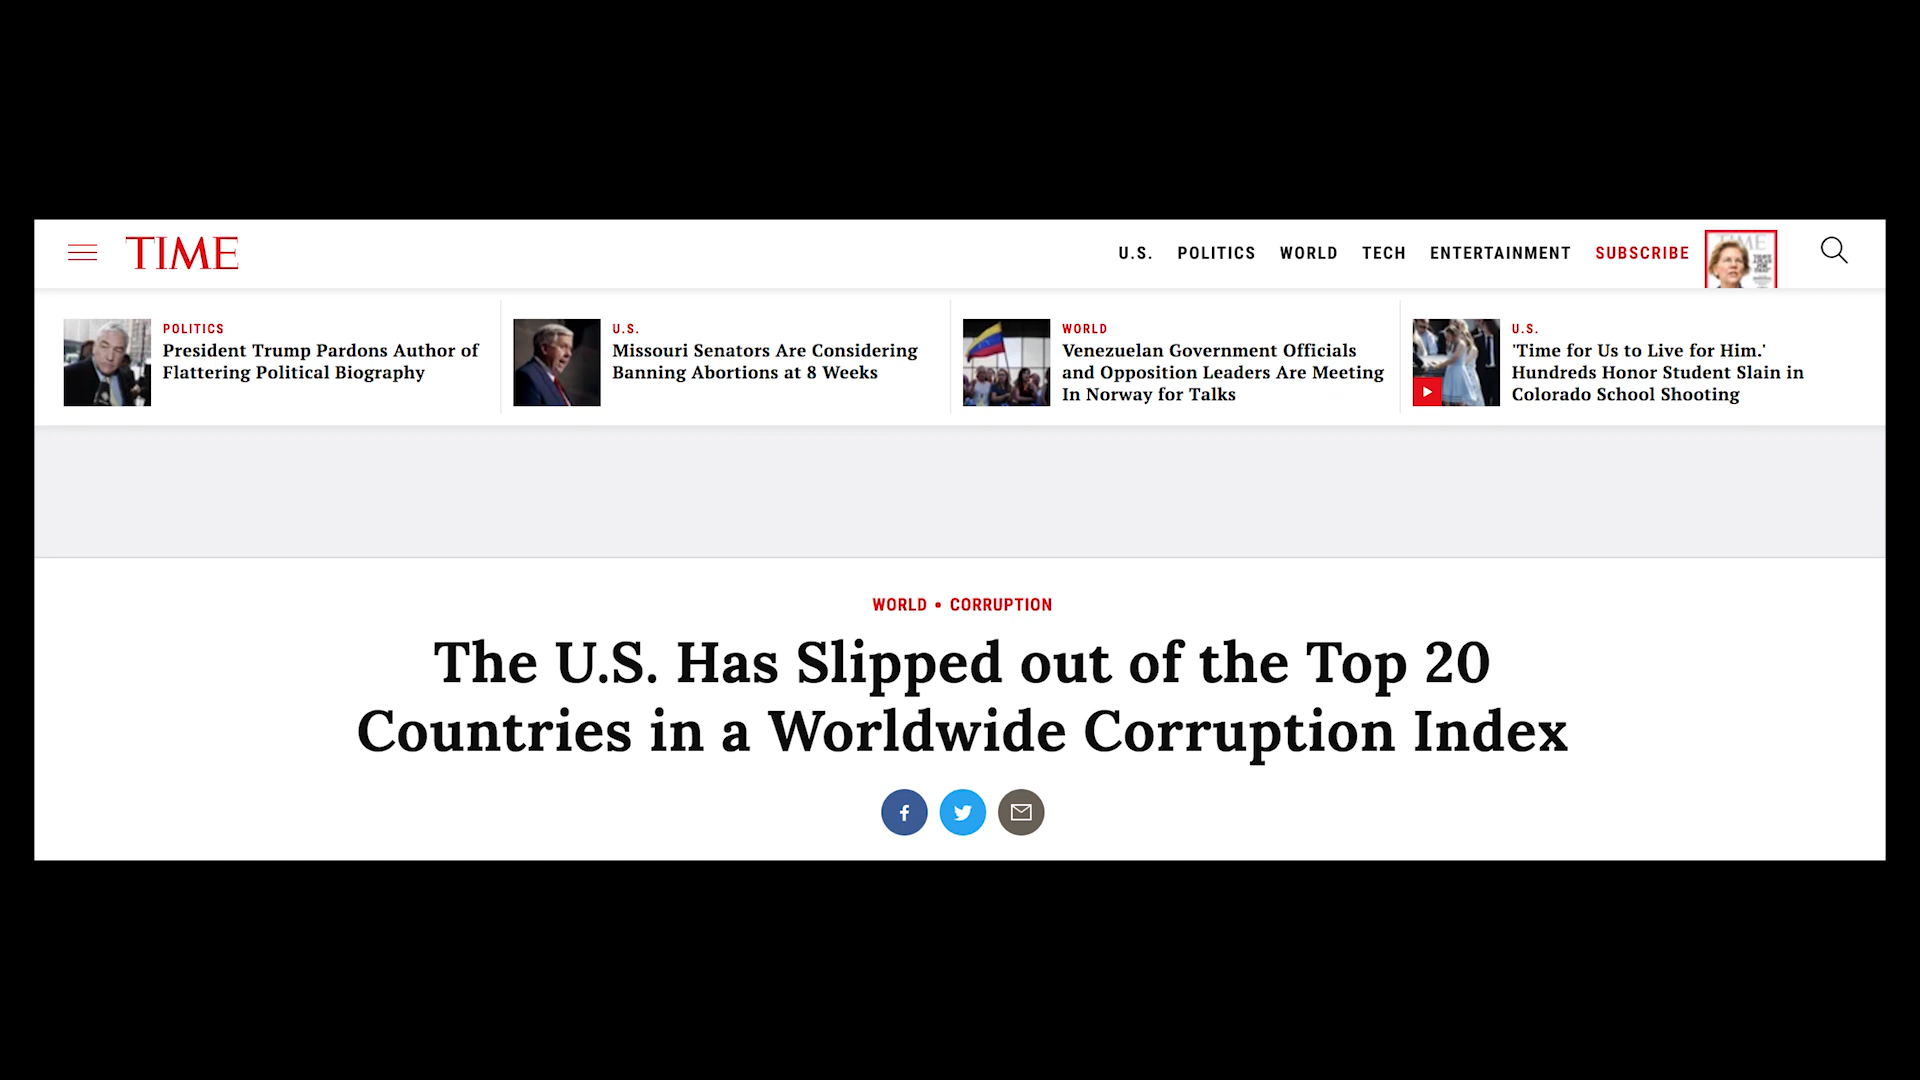 TIME
U.S. POLITICS WORLD TECH ENTERTAINMENT SUBSCRIBE
TIME
POLITICS
President Trump Pardons Author of
Flattering Political Biography
U.S.
Missouri Senators Are Considering
Banning Abortions at 8 Weeks
WORLD
Venezuelan Government Officials
and Opposition Leaders Are Meeting
In Norway for Talks
U.S.
'Time for Us to Live for Him.'
Hundreds Honor Student Slain in
Colorado School Shooting
WORLD • CORRUPTION
The U.S. Has Slipped out of the Top 20
Countries in a Worldwide Corruption Index